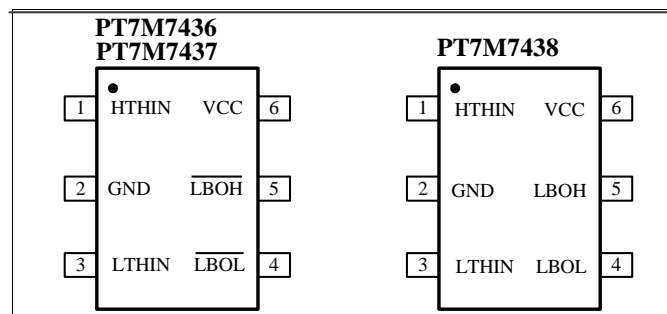 PT7M7436
PT7M7437
1 HTHIN VCC 6
2 GND LBOH 5
3 LTHIN LBOL 4
PT7M7438
1 HTHIN VCC 6
2 GND LBOH 5
3 LTHIN LBOL 4